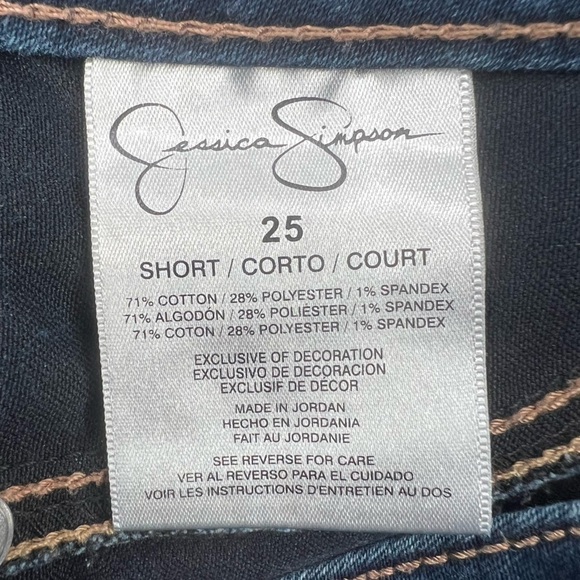 Jessica Simpson
25
SHORT / CORTO / COURT
71% COTTON / 28% POLYESTER / 1% SPANDEX
71% ALGODÓN / 28% POLIÉSTER / 1% SPANDEX
71% COTON / 28% POLYESTER / 1% SPANDEX
EXCLUSIVE OF DECORATION
EXCLUSIVO DE DECORACION
EXCLUSIF DE DÉCOR
MADE IN JORDAN
HECHO EN JORDANIA
FAIT AU JORDANIE
SEE REVERSE FOR CARE
VER AL REVERSO PARA EL CUIDADO
VOIR LES INSTRUCTIONS D'ENTRETIEN AU DOS